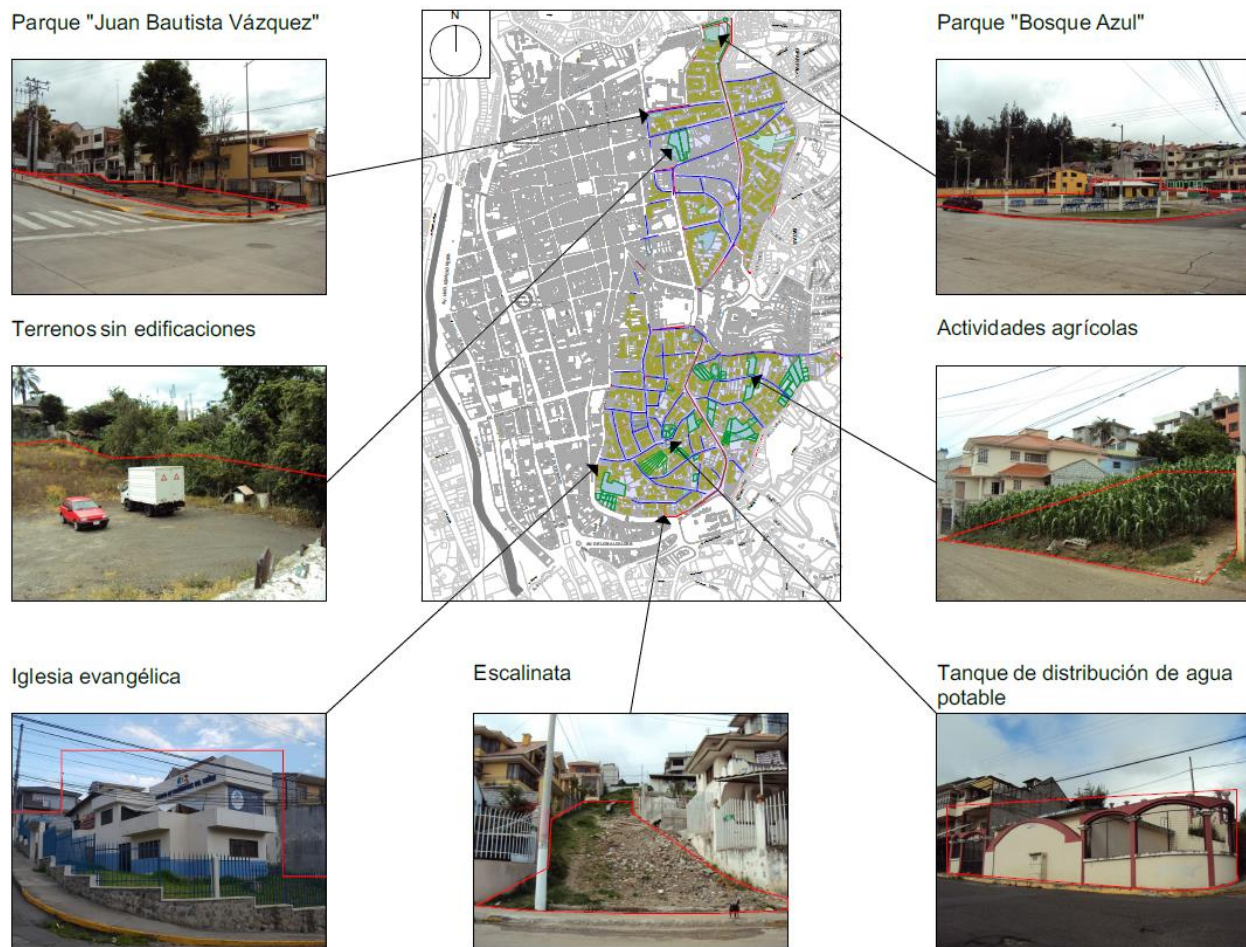 Parque "Juan Bautista Vázquez"
N
Parque "Bosque Azul"
Terrenos sin edificaciones
Actividades agrícolas
Iglesia evangélica
Escalinata
Tanque de distribución de agua
potable